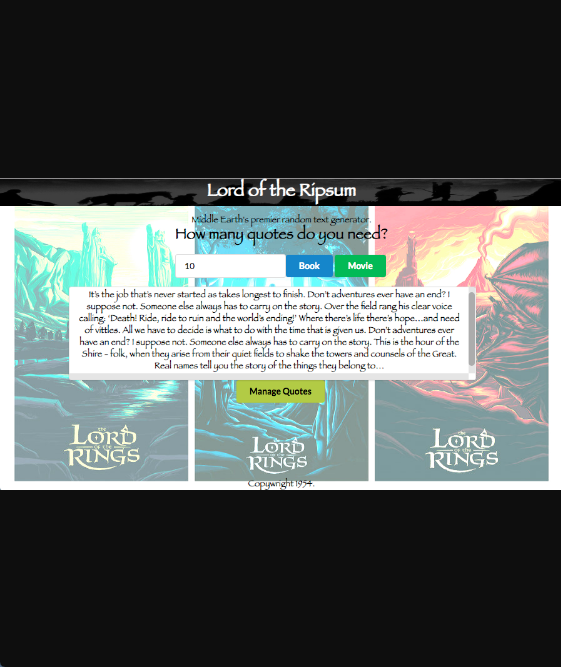 Lord of the Ripsum
Middle Earth's premier random text generator.
How many quotes do you need?
10 Book Movie
It's the job that's never started as takes longest to finish. Don't adventures ever have an end? I
suppose not. Someone else always has to carry on the story. Over the field rang his clear voice
calling: 'Death! Ride, ride to ruin and the world's ending!' Where there's life there's hope…and need
of vittles. All we have to decide is what to do with the time that is given us. Don't adventures ever
have an end? I suppose not. Someone else always has to carry on the story. This is the hour of the
Shire - folk, when they arise from their quiet fields to shake the towers and counsels of the Great.
Real names tell you the story of the things they belong to…
Manage Quotes
the LORD OF THE RINGS
the LORD OF THE RINGS
the LORD OF THE RINGS
Copywright 1954.